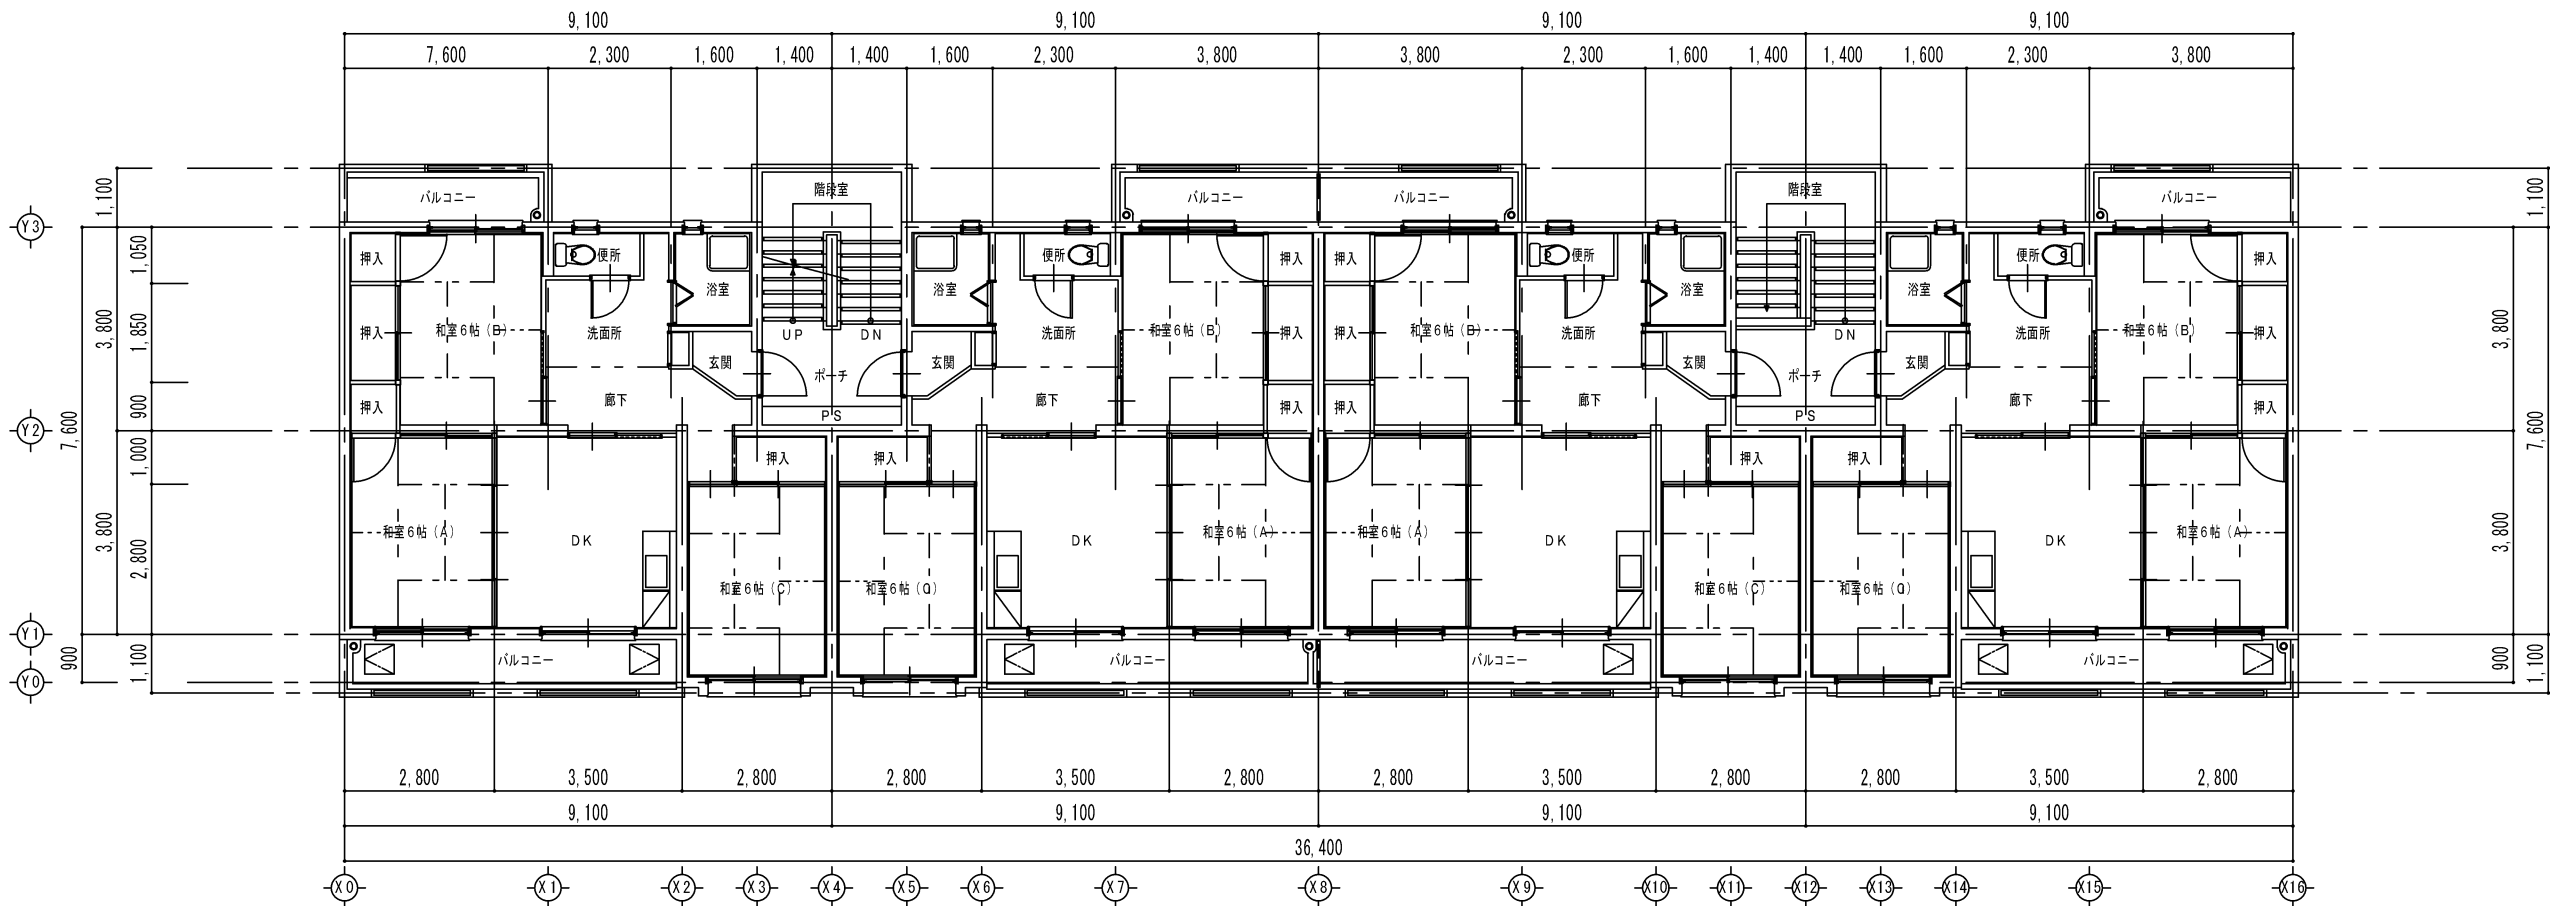 9,100 9,100 9,100 9,100
7,600 2,300 1,600 1,400 1,400 1,600 2,300 3,800 3,800 2,300 1,600 1,400 1,400 1,600 2,300 3,800
1,100 バルコニー 階段室 バルコニー バルコニー 階段室 バルコニー 1,100
Y3
1,050 押入 便所 便所 押入 押入 便所 便所 押入
浴室 浴室 浴室 浴室
3,800 1,850 押入 和室6帖(B) 洗面所 UP DN 洗面所 和室6帖(B) 押入 押入 和室6帖(B) 洗面所 DN 洗面所 和室6帖(B) 押入 3,800
玄関 ポーチ 玄関 玄関 ポーチ 玄関
900 押入 廊下 PS 廊下 押入 押入 廊下 PS 廊下 押入
Y2 7,600 7,600
1,000 押入 押入 押入 押入
3,800 2,800 和室6帖(A) DK DK 和室6帖(A) 和室6帖(A) DK DK 和室6帖(A) 3,800
和室6帖(C) 和室6帖(C) 和室6帖(C) 和室6帖(C)
Y1
900 1,100 バルコニー バルコニー バルコニー バルコニー 900 1,100
Y0
2,800 3,500 2,800 2,800 3,500 2,800 2,800 3,500 2,800 2,800 3,500 2,800
9,100 9,100 9,100 9,100
36,400
X0 X1 X2 X3 X4 X5 X6 X7 X8 X9 X10 X11 X12 X13 X14 X15 X16